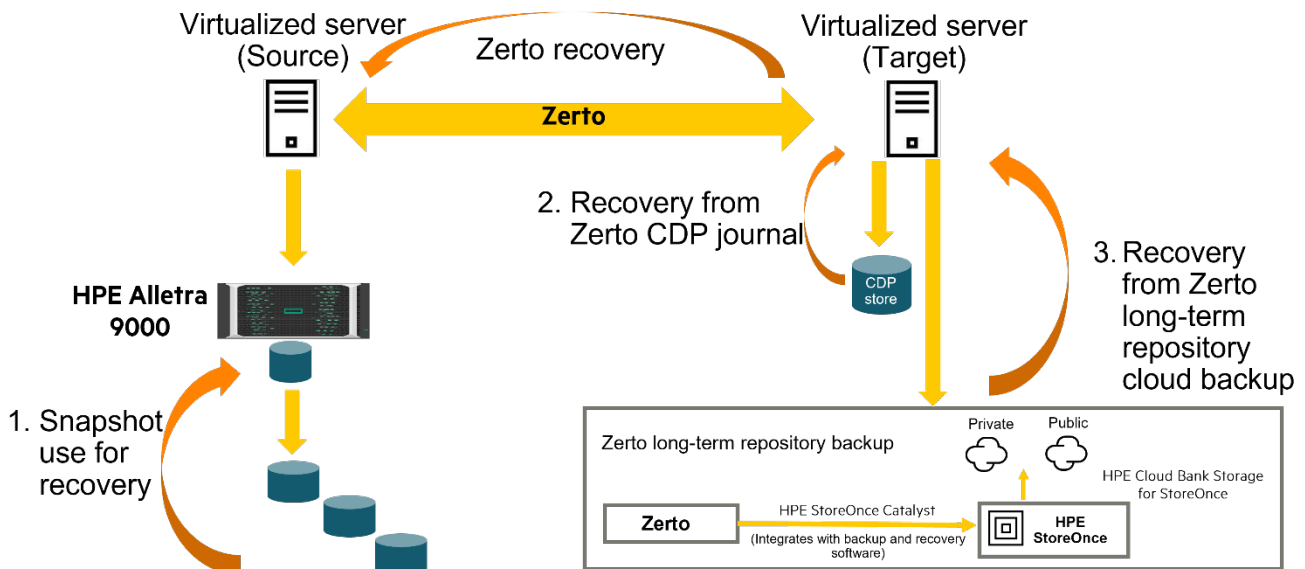 Virtualized server
(Source)
Zerto recovery
Virtualized server
(Target)
Zerto
2. Recovery from
Zerto CDP journal
CDP
store
3. Recovery
from Zerto
long-term
repository
cloud backup
HPE Alletra
9000
1. Snapshot
use for
recovery
Zerto long-term repository backup
Private
Public
HPE Cloud Bank Storage
for StoreOnce
Zerto
HPE StoreOnce Catalyst
(Integrates with backup and recovery
software)
HPE
StoreOnce